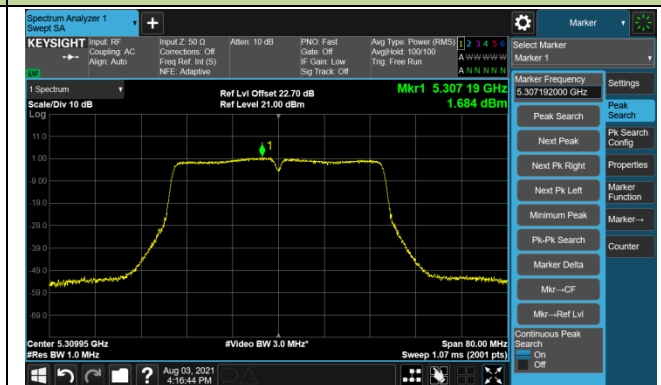 Spectrum Analyzer 1
Swept SA
Marker
KEYSIGHT
Input: RF
Coupling: AC
Align: Auto
Input Z: 50 Ω
Corrections: Off
Freq Ref: Int (S)
NFE: Adaptive
Atten: 10 dB
PNO: Fast
Gate: Off
IF Gain: Low
Sig Track: Off
Avg Type: Power (RMS)
Avg|Hold: 100/100
Trig: Free Run
1 2 3 4 5 6
A W W W W W
A N N N N N
LXI
Select Marker
Marker 1
Marker Frequency
5.307192000 GHz
Settings
Peak Search
Next Peak
Next Pk Right
Next Pk Left
Minimum Peak
Pk-Pk Search
Marker Delta
Mkr→CF
Mkr→Ref Lvl
Continuous Peak
Search
On
Off
Peak
Search
Pk Search
Config
Properties
Marker
Function
Marker→
Counter
1 Spectrum
Scale/Div 10 dB
Log
Ref Lvl Offset 22.70 dB
Ref Level 21.00 dBm
Mkr1 5.307 19 GHz
1.684 dBm
1
11.0
1.00
-9.00
-19.0
-29.0
-39.0
-49.0
-59.0
-69.0
Center 5.30995 GHz
#Res BW 1.0 MHz
#Video BW 3.0 MHz*
Span 80.00 MHz
Sweep 1.07 ms (2001 pts)
?
Aug 03, 2021
4:16:44 PM